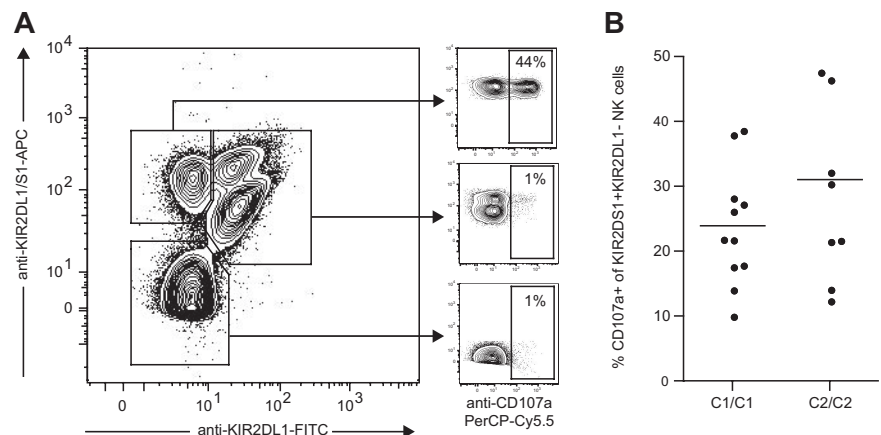 A
B
anti-KIR2DL1/S1-APC
10^4
10^3
10^2
10^1
0
0
10^1
10^2
10^3
anti-KIR2DL1-FITC
44%
1%
1%
anti-CD107a
PerCP-Cy5.5
% CD107a+ of KIR2DS1+KIR2DL1- NK cells
50
40
30
20
10
0
C1/C1
C2/C2